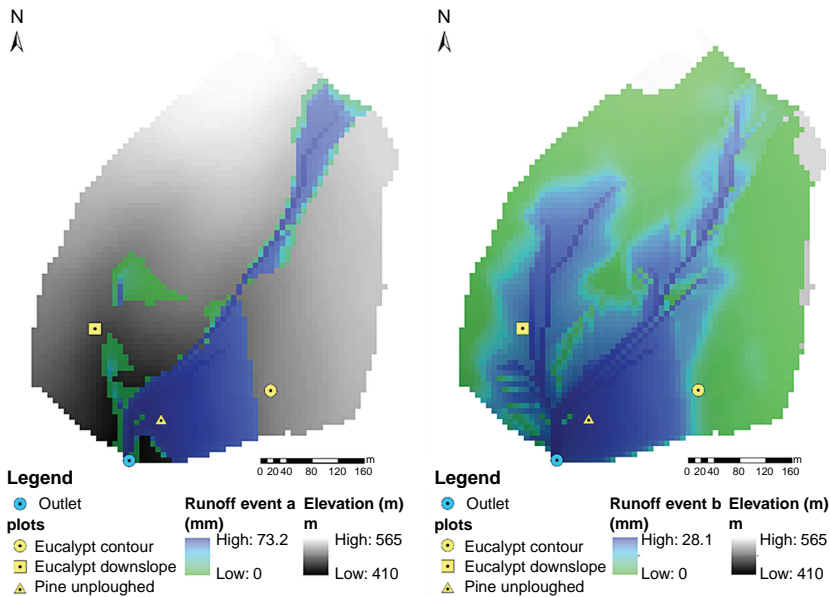 N
0 20 40 80 120 160 m
Legend
Outlet
plots
Eucalypt contour
Eucalypt downslope
Pine unploughed
Runoff event a
(mm)
High: 73.2
Low: 0
Elevation (m)
m
High: 565
Low: 410
N
0 20 40 80 120 160 m
Legend
Outlet
plots
Eucalypt contour
Eucalypt downslope
Pine unploughed
Runoff event b
(mm)
High: 28.1
Low: 0
Elevation (m)
m
High: 565
Low: 410